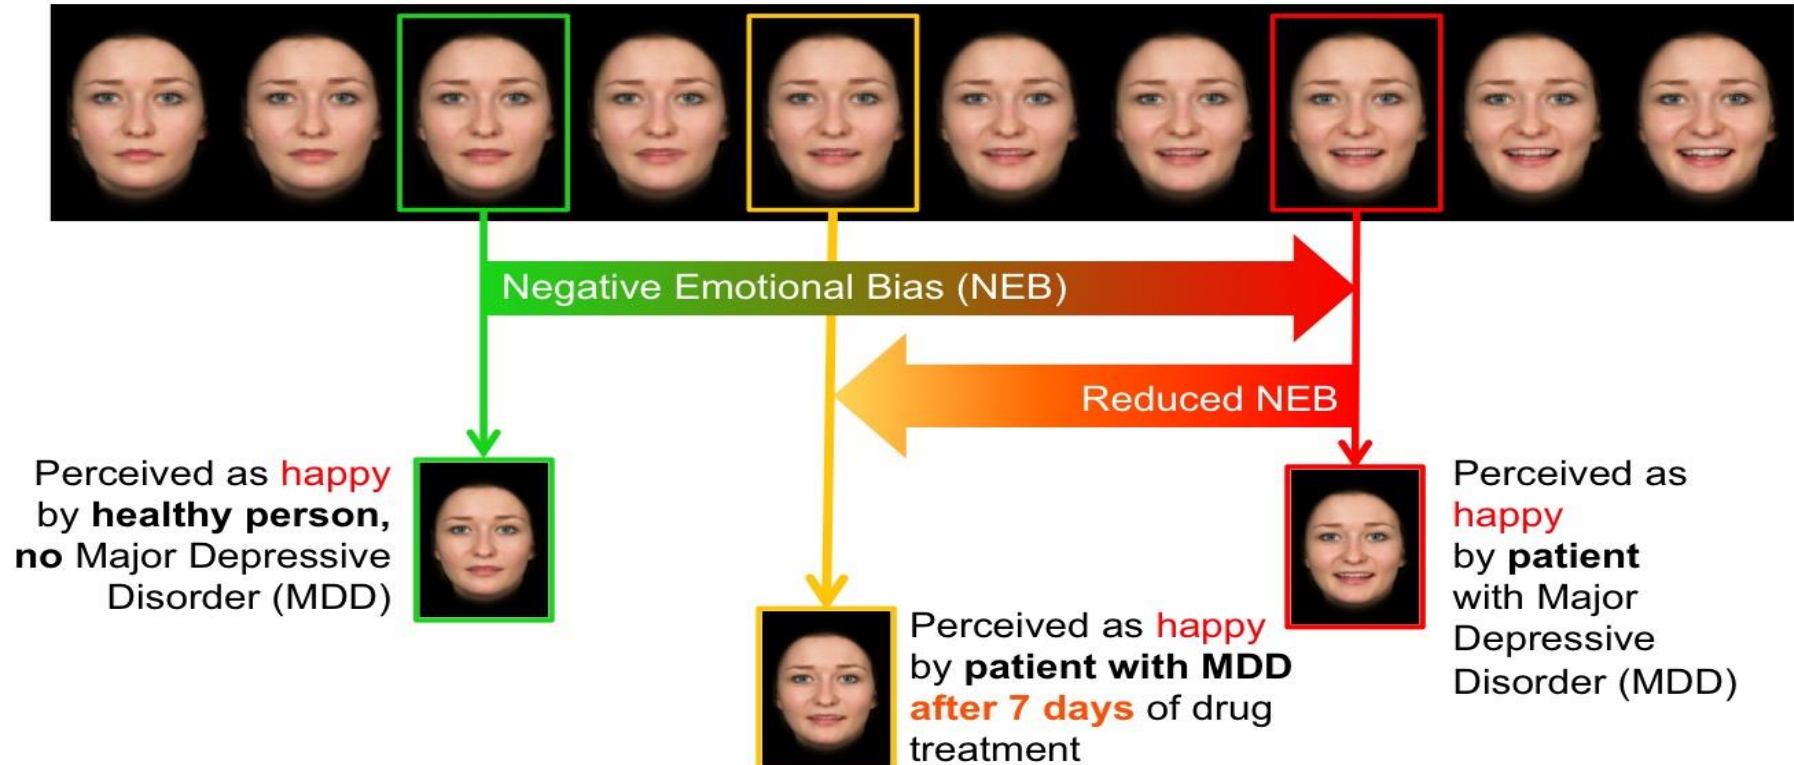 Negative Emotional Bias (NEB)
Reduced NEB
Perceived as happy
by healthy person,
no Major Depressive
Disorder (MDD)
Perceived as happy
by patient with MDD
after 7 days of drug
treatment
Perceived as
happy
by patient
with Major
Depressive
Disorder (MDD)